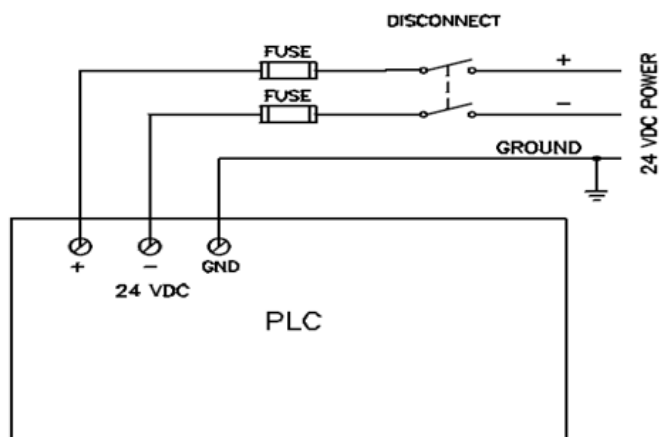 DISCONNECT
FUSE
+
FUSE
−
GROUND
24 VDC POWER
+ − GND
24 VDC
PLC